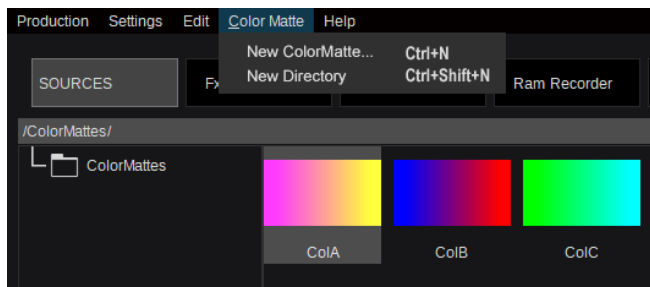 Production Settings Edit Color Matte Help
New ColorMatte... Ctrl+N
New Directory Ctrl+Shift+N
SOURCES Fx Ram Recorder
/ColorMattes/
ColorMattes
ColA ColB ColC